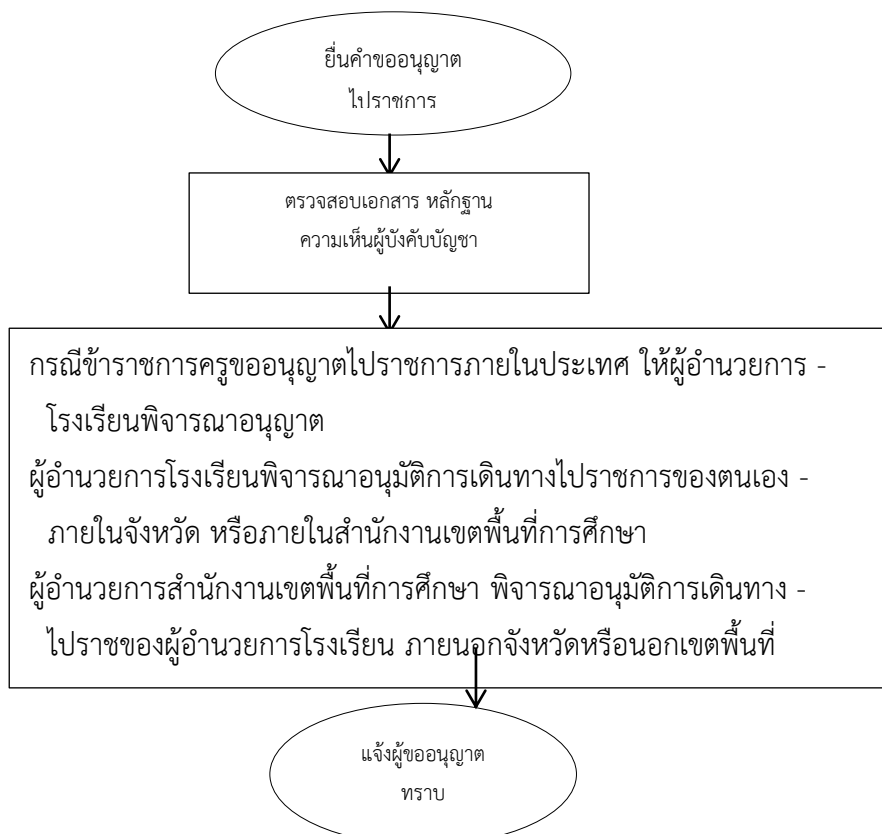 ยื่นคำขออนุญาต
ไปราชการ
ตรวจสอบเอกสาร หลักฐาน
ความเห็นผู้บังคับบัญชา
กรณีข้าราชการครูขออนุญาตไปราชการภายในประเทศ ให้ผู้อำนวยการ -
โรงเรียนพิจารณาอนุญาต
ผู้อำนวยการโรงเรียนพิจารณาอนุมัติการเดินทางไปราชการของตนเอง -
ภายในจังหวัด หรือภายในสำนักงานเขตพื้นที่การศึกษา
ผู้อำนวยการสำนักงานเขตพื้นที่การศึกษา พิจารณาอนุมัติการเดินทาง -
ไปราชของผู้อำนวยการโรงเรียน ภายนอกจังหวัดหรือนอกเขตพื้นที่
แจ้งผู้ขออนุญาต
ทราบ